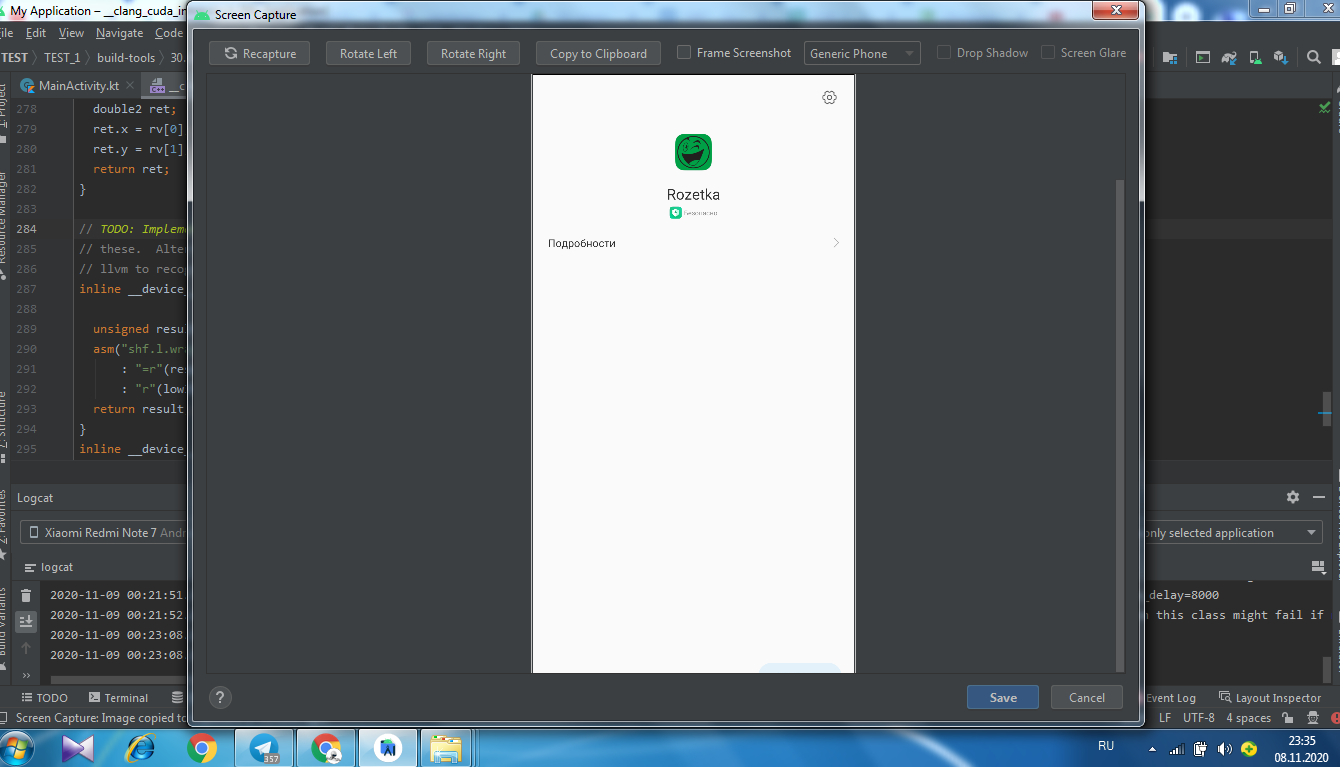 My Application – __clang_cuda_in
Screen Capture
File Edit View Navigate Code
Recapture Rotate Left Rotate Right Copy to Clipboard Frame Screenshot Generic Phone Drop Shadow Screen Glare
TEST TEST_1 build-tools 30.
MainActivity.kt __c
1: Project
Resource Manager
Z: Structure
2: Favorites
Build Variants
278 double2 ret;
279 ret.x = rv[0]
280 ret.y = rv[1]
281 return ret;
282 }
283
284 // TODO: Impleme
285 // these. Alter
286 // llvm to recog
287 inline __device_
288
289 unsigned resul
290 asm("shf.l.wra
291 : "=r"(re
292 : "r"(low
293 return result
294 }
295 inline __device_
Rozetka
Безопасно
Подробности
Logcat
Xiaomi Redmi Note 7 Andr
only selected application
logcat
2020-11-09 00:21:51.
2020-11-09 00:21:52.
2020-11-09 00:23:08.
2020-11-09 00:23:08.
_delay=8000
this class might fail if
? Save Cancel
TODO Terminal Event Log Layout Inspector
Screen Capture: Image copied to LF UTF-8 4 spaces
357
RU
23:35
08.11.2020